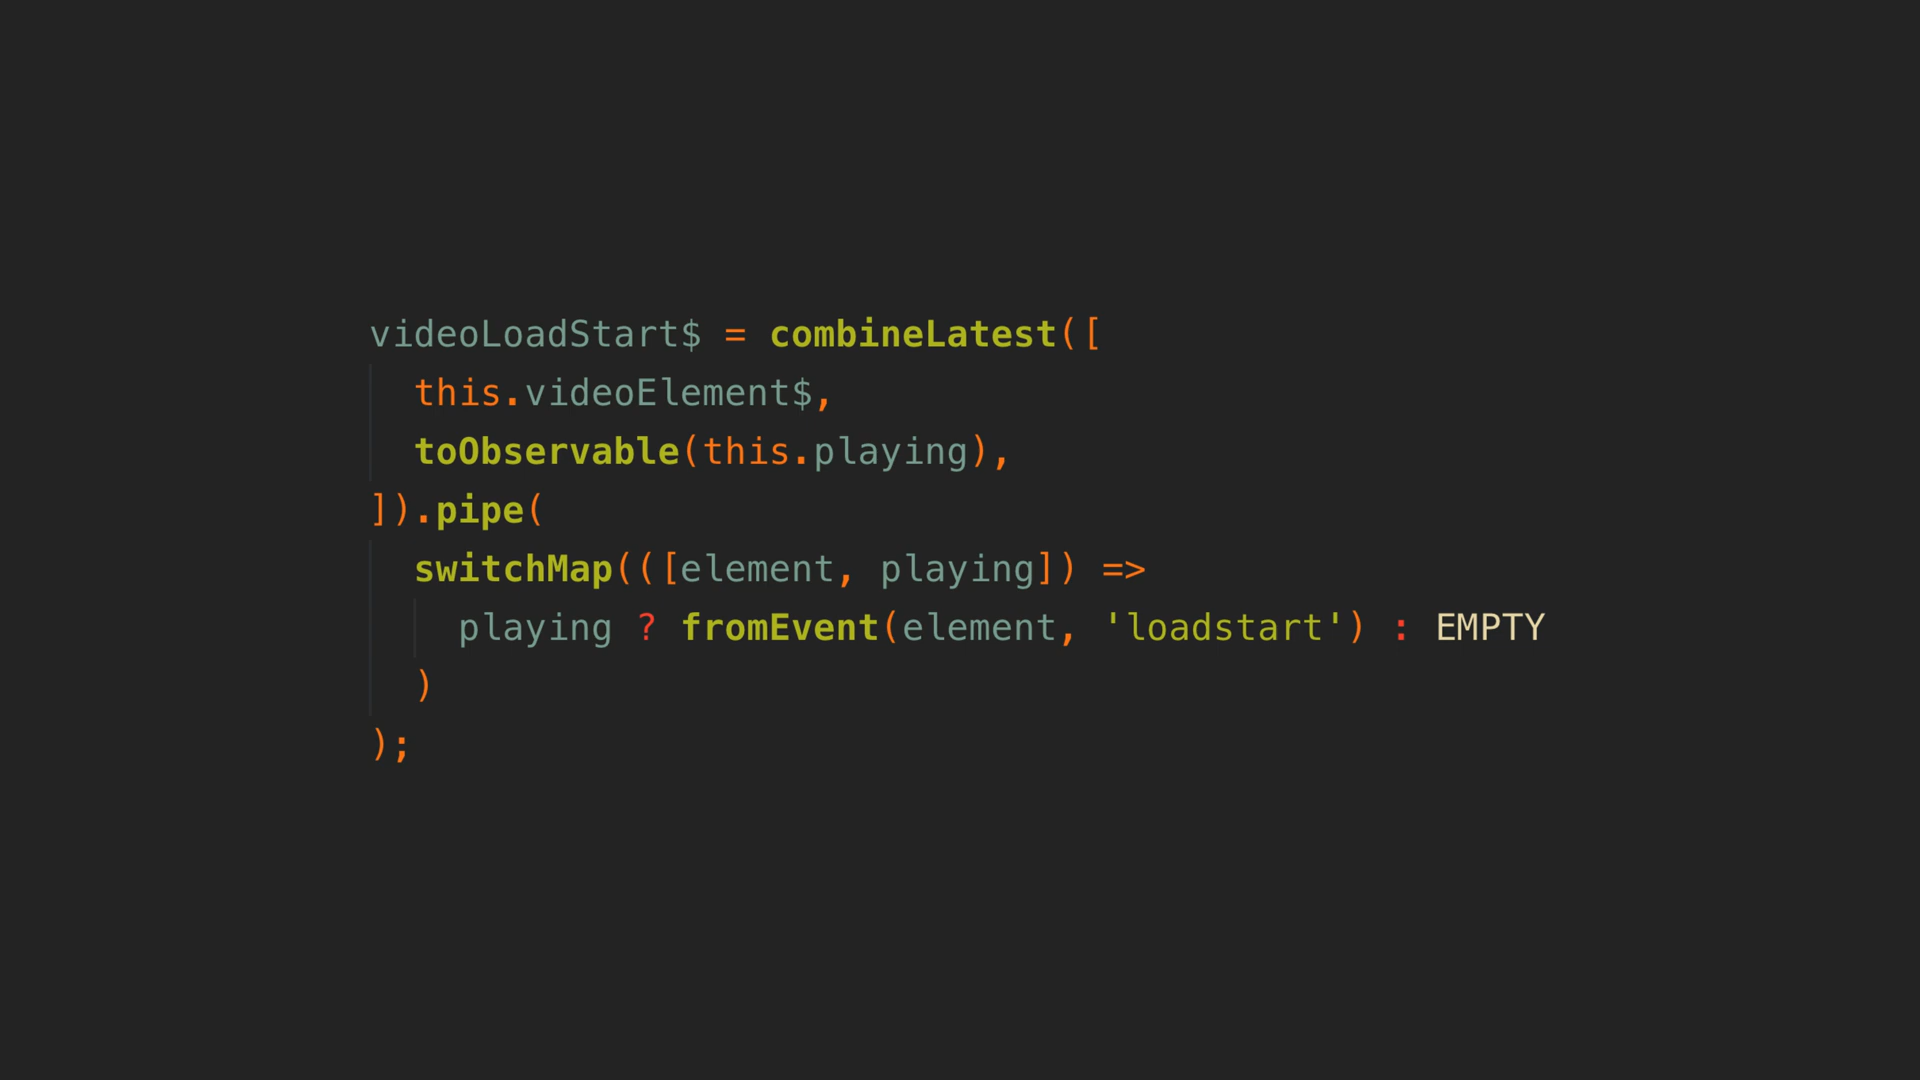 videoLoadStart$ = combineLatest([
  this.videoElement$,
  toObservable(this.playing),
]).pipe(
  switchMap(([element, playing]) =>
    playing ? fromEvent(element, 'loadstart') : EMPTY
  )
);